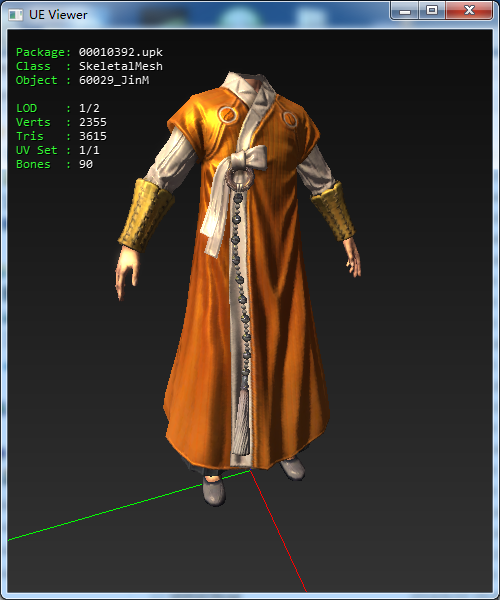 UE Viewer
Package: 00010392.upk
Class : SkeletalMesh
Object : 60029_JinM
LOD : 1/2
Verts : 2355
Tris : 3615
UV Set : 1/1
Bones : 90